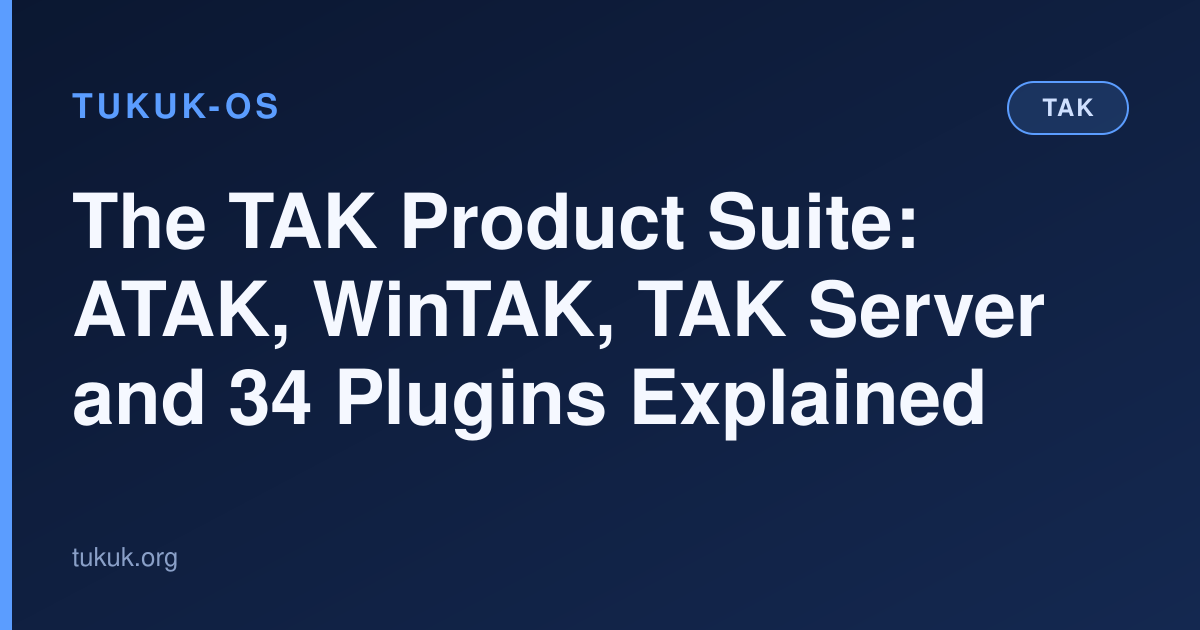 TUKUK-OS
TAK
The TAK Product Suite:
ATAK, WinTAK, TAK Server
and 34 Plugins Explained
tukuk.org